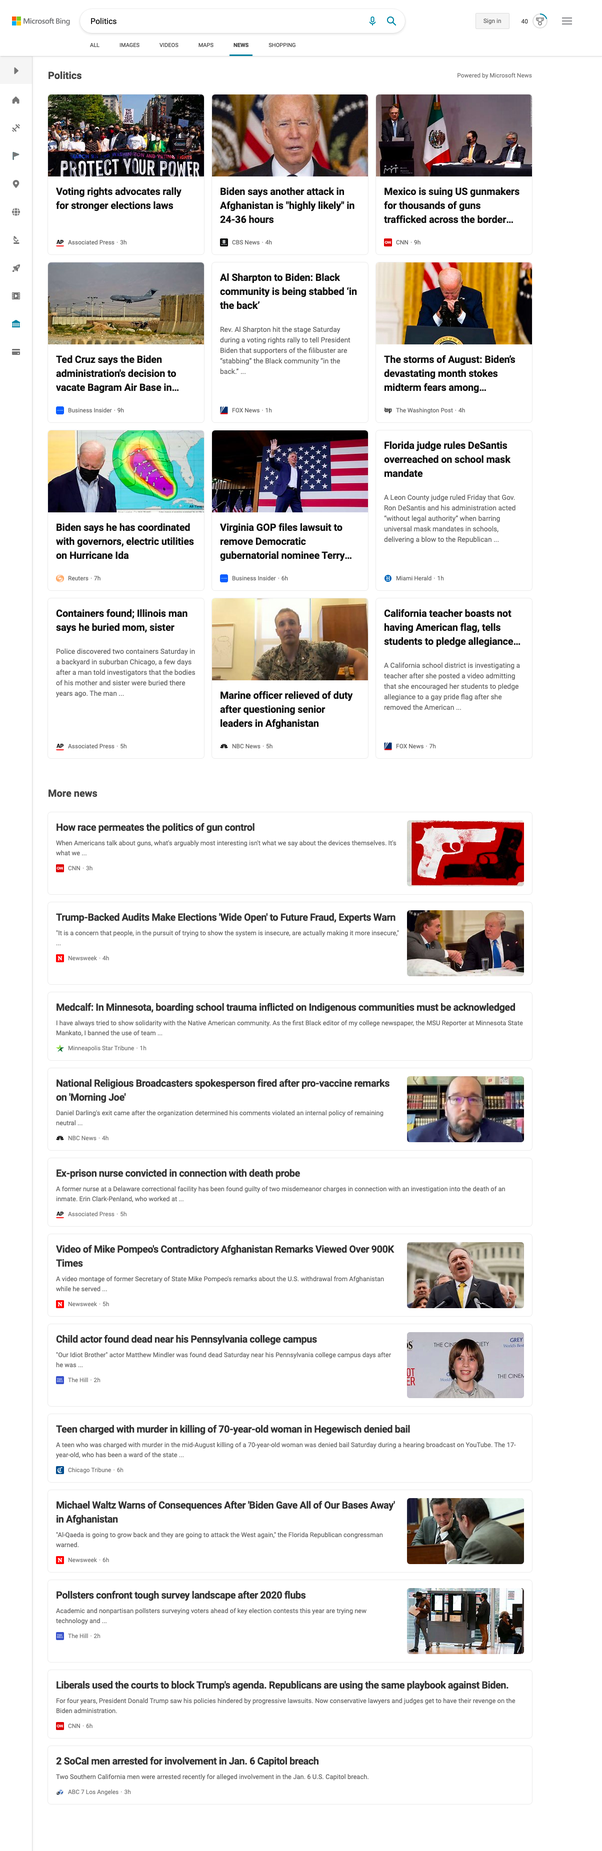 Microsoft Bing
Politics
Sign in
40
ALL
IMAGES
VIDEOS
MAPS
NEWS
SHOPPING
Politics
Powered by Microsoft News
PROTECT YOUR POWER
Voting rights advocates rally
for stronger elections laws
AP Associated Press · 3h
Biden says another attack in
Afghanistan is "highly likely" in
24-36 hours
CBS News · 4h
Mexico is suing US gunmakers
for thousands of guns
trafficked across the border...
CNN · 9h
Ted Cruz says the Biden
administration's decision to
vacate Bagram Air Base in...
Business Insider · 9h
Al Sharpton to Biden: Black
community is being stabbed 'in
the back'
Rev. Al Sharpton hit the stage Saturday
during a voting rights rally to tell President
Biden that supporters of the filibuster are
"stabbing" the Black community "in the
back." ...
FOX News · 1h
The storms of August: Biden's
devastating month stokes
midterm fears among...
wp The Washington Post · 4h
Biden says he has coordinated
with governors, electric utilities
on Hurricane Ida
Reuters · 7h
Virginia GOP files lawsuit to
remove Democratic
gubernatorial nominee Terry...
Business Insider · 6h
Florida judge rules DeSantis
overreached on school mask
mandate
A Leon County judge ruled Friday that Gov.
Ron DeSantis and his administration acted
"without legal authority" when barring
universal mask mandates in schools,
delivering a blow to the Republican ...
Miami Herald · 1h
Containers found; Illinois man
says he buried mom, sister
Police discovered two containers Saturday in
a backyard in suburban Chicago, a few days
after a man told investigators that the bodies
of his mother and sister were buried there
years ago. The man ...
AP Associated Press · 5h
Marine officer relieved of duty
after questioning senior
leaders in Afghanistan
NBC News · 5h
California teacher boasts not
having American flag, tells
students to pledge allegiance...
A California school district is investigating a
teacher after she posted a video admitting
that she encouraged her students to pledge
allegiance to a gay pride flag after she
removed the American ...
FOX News · 7h
More news
How race permeates the politics of gun control
When Americans talk about guns, what's arguably most interesting isn't what we say about the devices themselves. It's
what we ...
CNN · 3h
Trump-Backed Audits Make Elections 'Wide Open' to Future Fraud, Experts Warn
"It is a concern that people, in the pursuit of trying to show the system is insecure, are actually making it more insecure,"
...
N Newsweek · 4h
Medcalf: In Minnesota, boarding school trauma inflicted on Indigenous communities must be acknowledged
I have always tried to show solidarity with the Native American community. As the first Black editor of my college newspaper, the MSU Reporter at Minnesota State
Mankato, I banned the use of team ...
Minneapolis Star Tribune · 1h
National Religious Broadcasters spokesperson fired after pro-vaccine remarks
on 'Morning Joe'
Daniel Darling's exit came after the organization determined his comments violated an internal policy of remaining
neutral ...
NBC News · 4h
Ex-prison nurse convicted in connection with death probe
A former nurse at a Delaware correctional facility has been found guilty of two misdemeanor charges in connection with an investigation into the death of an
inmate. Erin Clark-Penland, who worked at ...
AP Associated Press · 5h
Video of Mike Pompeo's Contradictory Afghanistan Remarks Viewed Over 900K
Times
A video montage of former Secretary of State Mike Pompeo's remarks about the U.S. withdrawal from Afghanistan
while he served ...
N Newsweek · 5h
Child actor found dead near his Pennsylvania college campus
"Our Idiot Brother" actor Matthew Mindler was found dead Saturday near his Pennsylvania college campus days after
he was ...
The Hill · 2h
Teen charged with murder in killing of 70-year-old woman in Hegewisch denied bail
A teen who was charged with murder in the mid-August killing of a 70-year-old woman was denied bail Saturday during a hearing broadcast on YouTube. The 17-
year-old, who has been a ward of the state ...
Chicago Tribune · 6h
Michael Waltz Warns of Consequences After 'Biden Gave All of Our Bases Away'
in Afghanistan
"Al-Qaeda is going to grow back and they are going to attack the West again," the Florida Republican congressman
warned.
N Newsweek · 6h
Pollsters confront tough survey landscape after 2020 flubs
Academic and nonpartisan pollsters surveying voters ahead of key election contests this year are trying new
technology and ...
The Hill · 2h
Liberals used the courts to block Trump's agenda. Republicans are using the same playbook against Biden.
For four years, President Donald Trump saw his policies hindered by progressive lawsuits. Now conservative lawyers and judges get to have their revenge on the
Biden administration.
CNN · 6h
2 SoCal men arrested for involvement in Jan. 6 Capitol breach
Two Southern California men were arrested recently for alleged involvement in the Jan. 6 U.S. Capitol breach.
ABC 7 Los Angeles · 3h